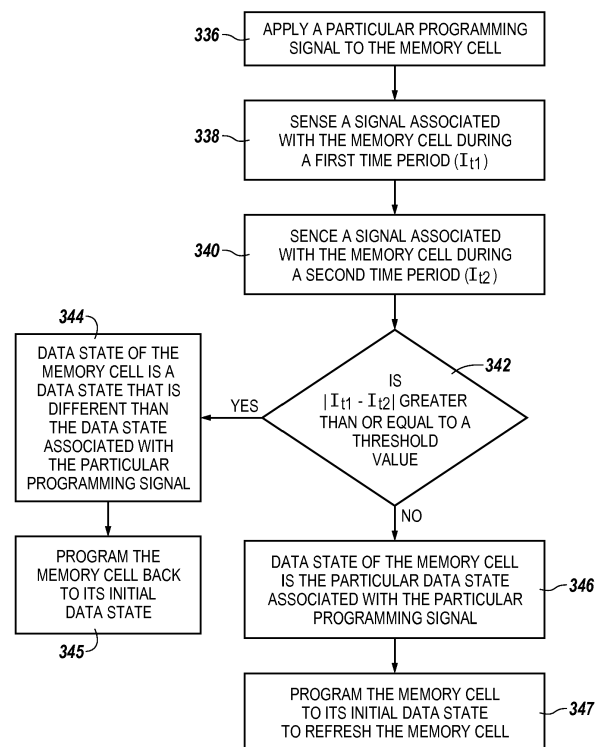 336
APPLY A PARTICULAR PROGRAMMING
SIGNAL TO THE MEMORY CELL
338
SENSE A SIGNAL ASSOCIATED
WITH THE MEMORY CELL DURING
A FIRST TIME PERIOD (It1)
340
SENCE A SIGNAL ASSOCIATED
WITH THE MEMORY CELL DURING
A SECOND TIME PERIOD (It2)
342
IS
|It1 - It2| GREATER
THAN OR EQUAL TO A
THRESHOLD
VALUE
YES
344
DATA STATE OF THE
MEMORY CELL IS A
DATA STATE THAT IS
DIFFERENT THAN
THE DATA STATE
ASSOCIATED WITH
THE PARTICULAR
PROGRAMMING SIGNAL
PROGRAM THE
MEMORY CELL BACK
TO ITS INITIAL
DATA STATE
345
NO
DATA STATE OF THE MEMORY CELL
IS THE PARTICULAR DATA STATE
ASSOCIATED WITH THE PARTICULAR
PROGRAMMING SIGNAL
346
PROGRAM THE MEMORY CELL
TO ITS INITIAL DATA STATE
TO REFRESH THE MEMORY CELL
347